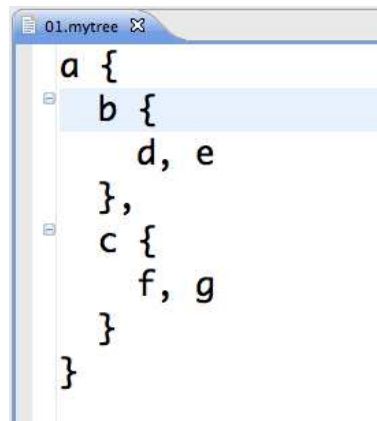 01.mytree
a {
b {
d, e
},
c {
f, g
}
}